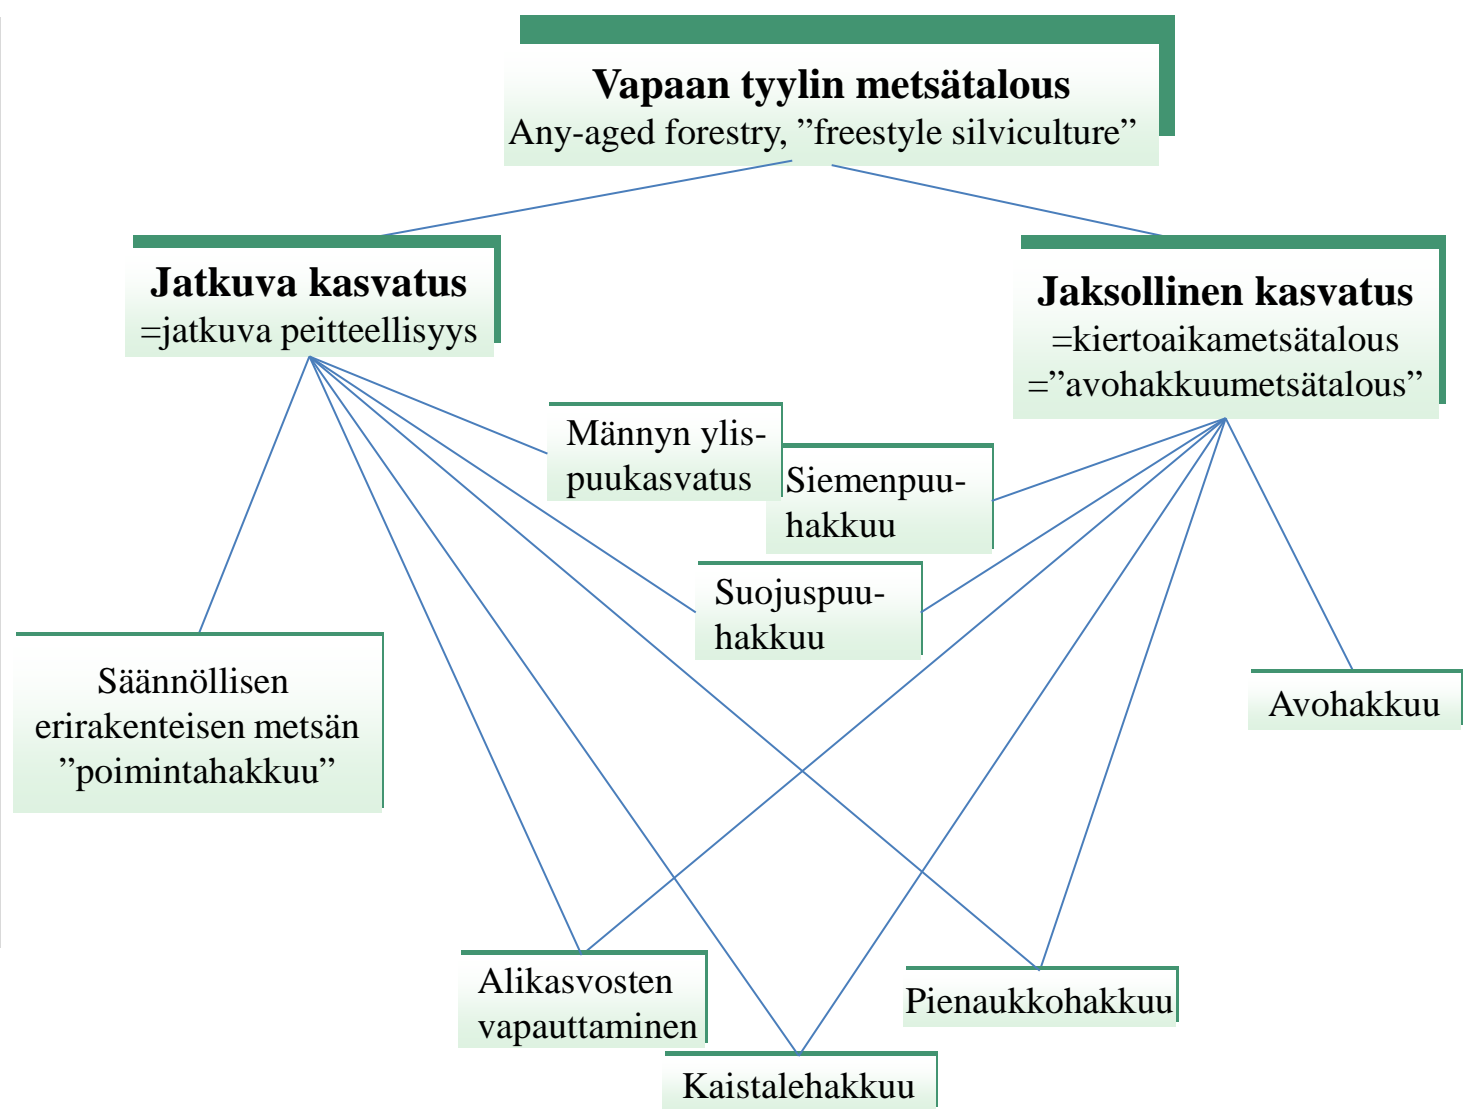 Vapaan tyylin metsätalous
Any-aged forestry, ”freestyle silviculture”
Jatkuva kasvatus
=jatkuva peitteellisyys
Jaksollinen kasvatus
=kiertoaikametsätalous
=”avohakkuumetsätalous”
Männyn ylis-
puukasvatus
Siemenpuu-
hakkuu
Suojuspuu-
hakkuu
Säännöllisen
erirakenteisen metsän
”poimintahakkuu”
Avohakkuu
Alikasvosten
vapauttaminen
Pienaukkohakkuu
Kaistalehakkuu